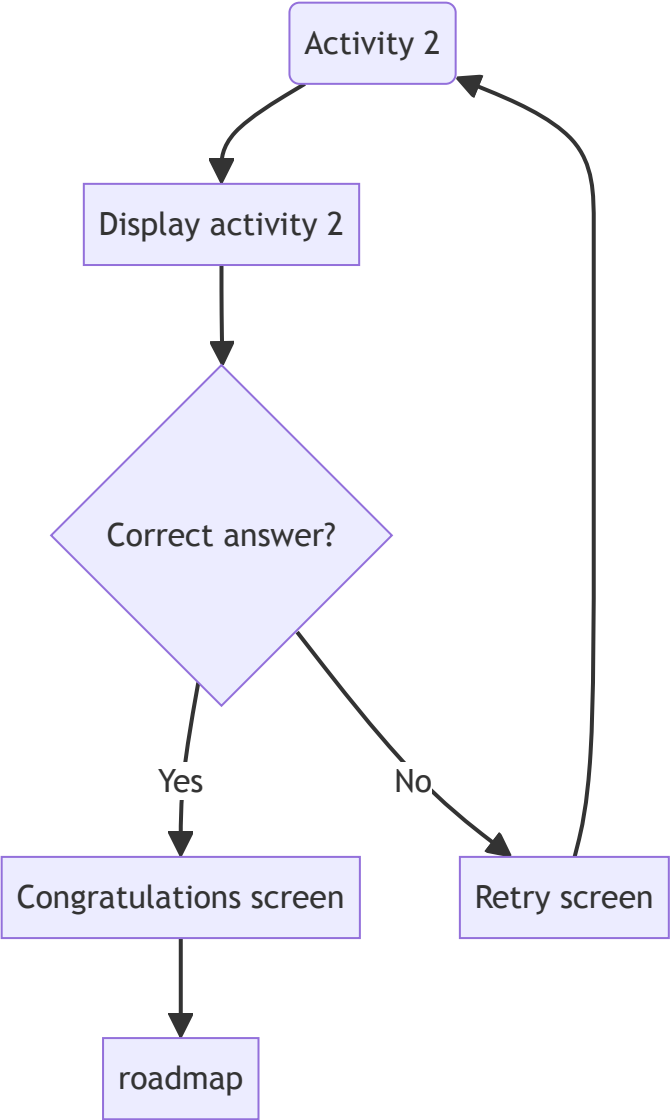 Activity 2
Display activity 2
Correct answer?
Yes
No
Congratulations screen
Retry screen
roadmap